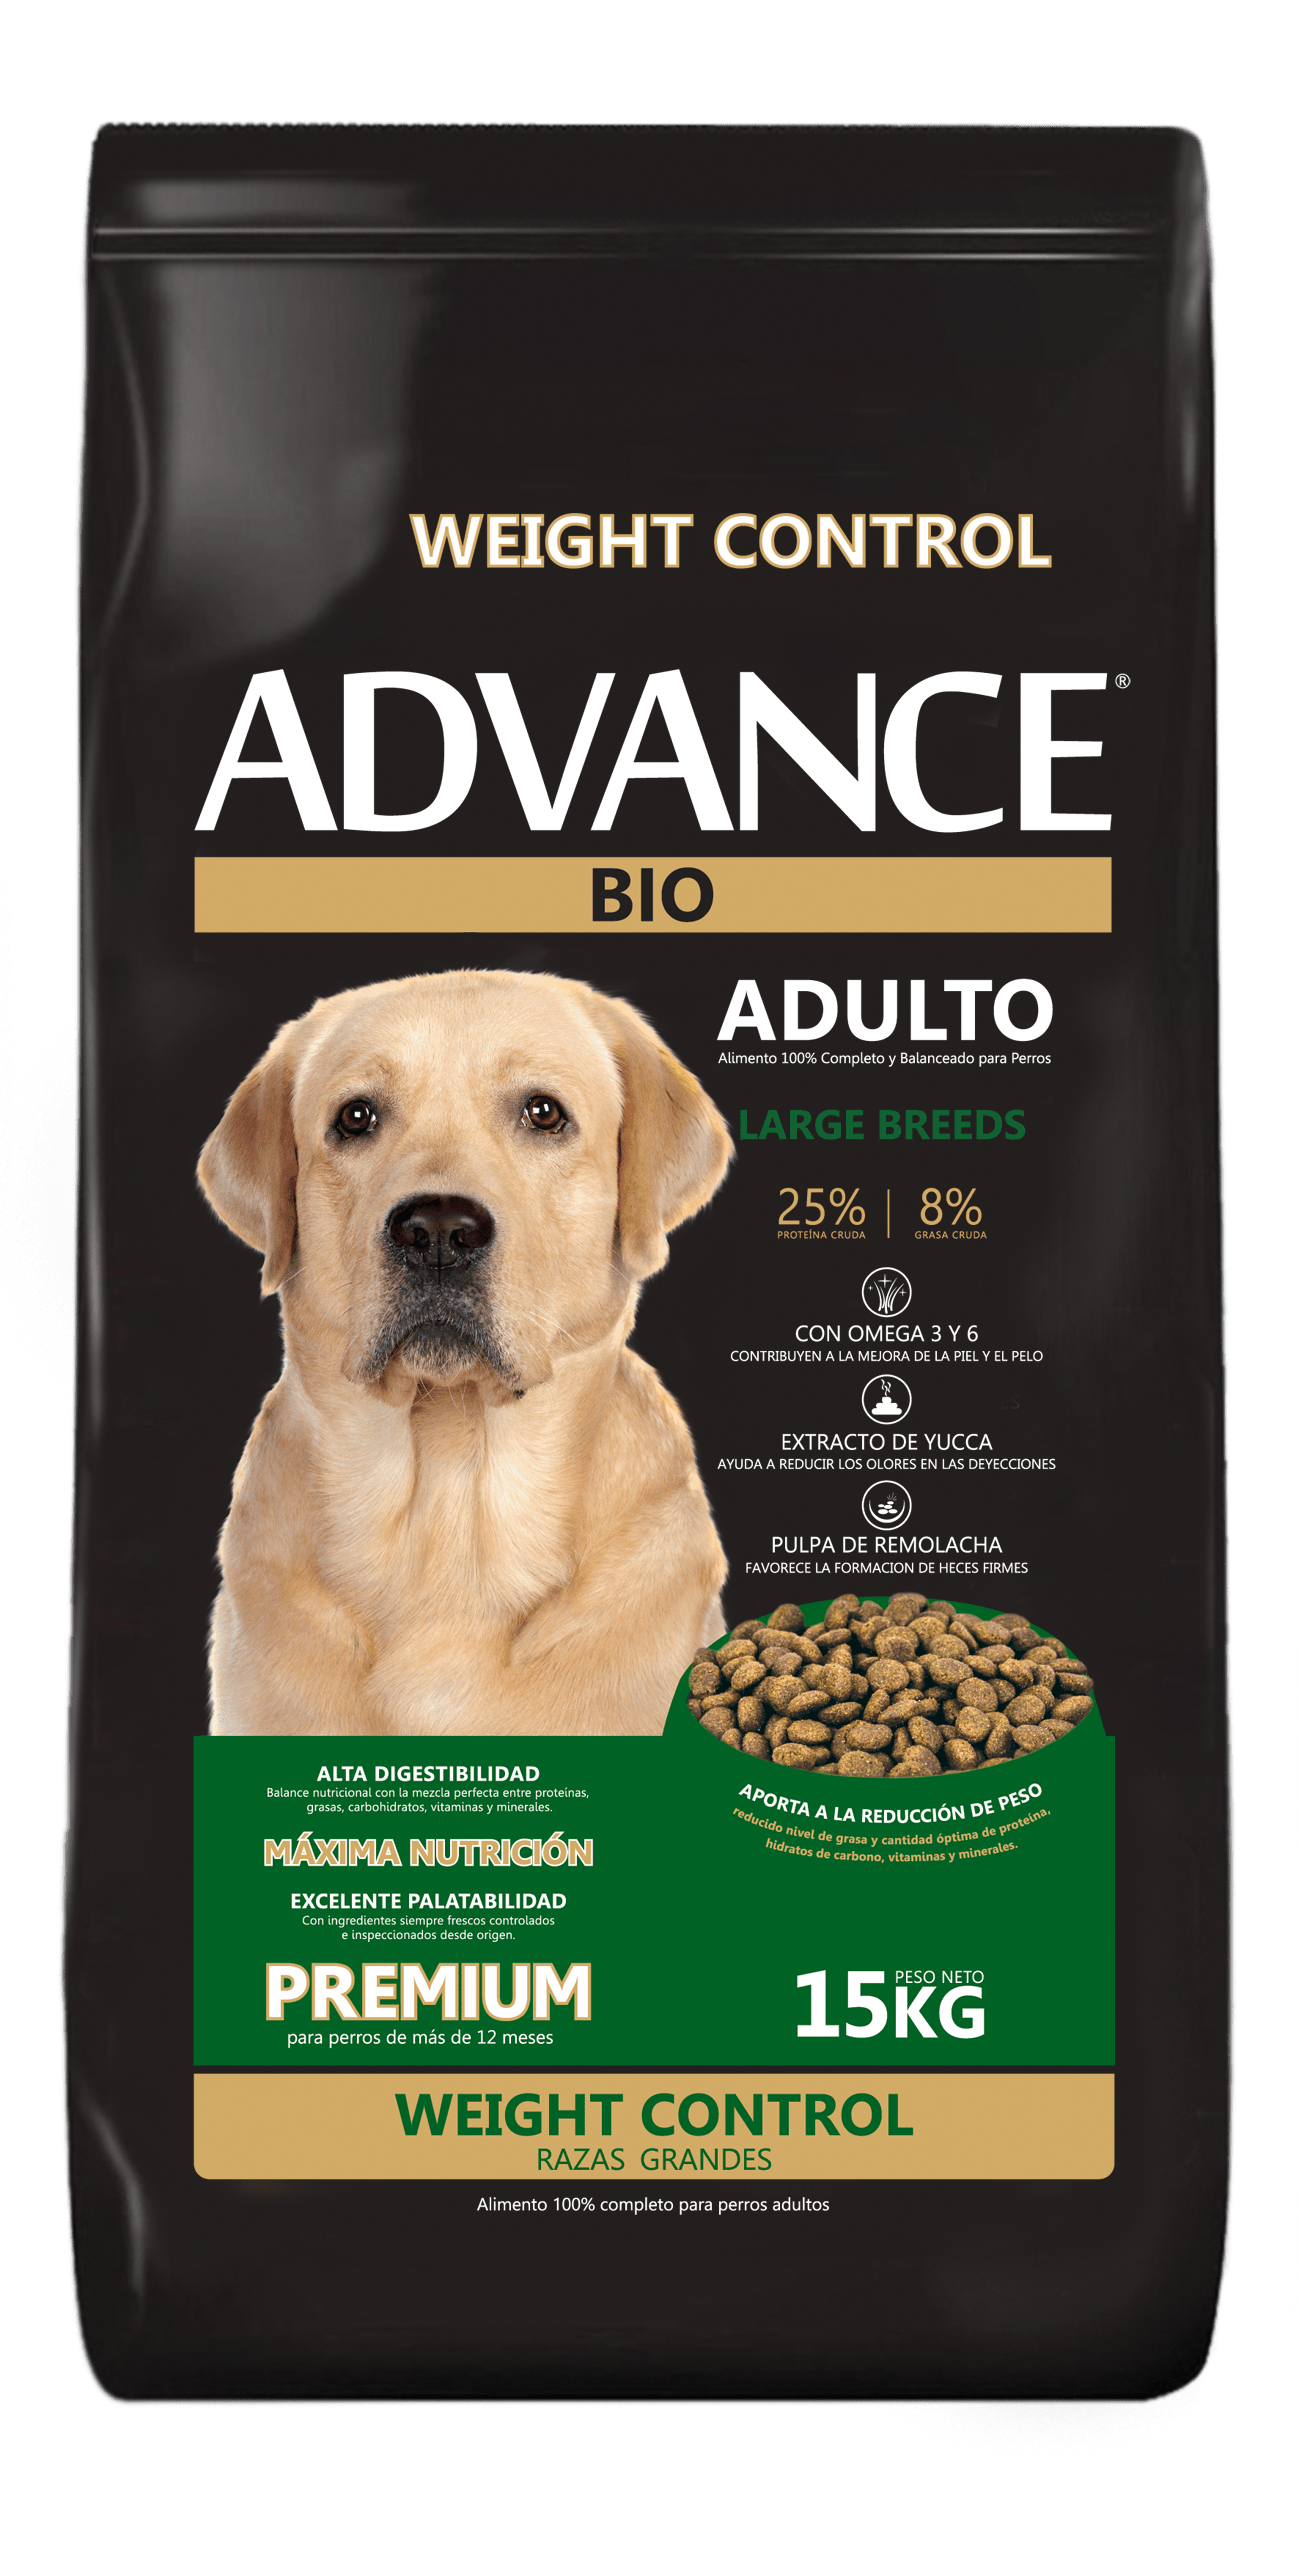 WEIGHT CONTROL
ADVANCE®
BIO
ADULTO
Alimento 100% Completo y Balanceado para Perros
LARGE BREEDS
25% | 8%
PROTEÍNA CRUDA GRASA CRUDA
CON OMEGA 3 Y 6
CONTRIBUYEN A LA MEJORA DE LA PIEL Y EL PELO
EXTRACTO DE YUCCA
AYUDA A REDUCIR LOS OLORES EN LAS DEYECCIONES
PULPA DE REMOLACHA
FAVORECE LA FORMACION DE HECES FIRMES
ALTA DIGESTIBILIDAD
Balance nutricional con la mezcla perfecta entre proteínas,
grasas, carbohidratos, vitaminas y minerales.
MÁXIMA NUTRICIÓN
EXCELENTE PALATABILIDAD
Con ingredientes siempre frescos controlados
e inspeccionados desde origen.
PREMIUM
para perros de más de 12 meses
APORTA A LA REDUCCIÓN DE PESO
reducido nivel de grasa y cantidad óptima de proteína,
hidratos de carbono, vitaminas y minerales.
15KG PESO NETO
WEIGHT CONTROL
RAZAS GRANDES
Alimento 100% completo para perros adultos